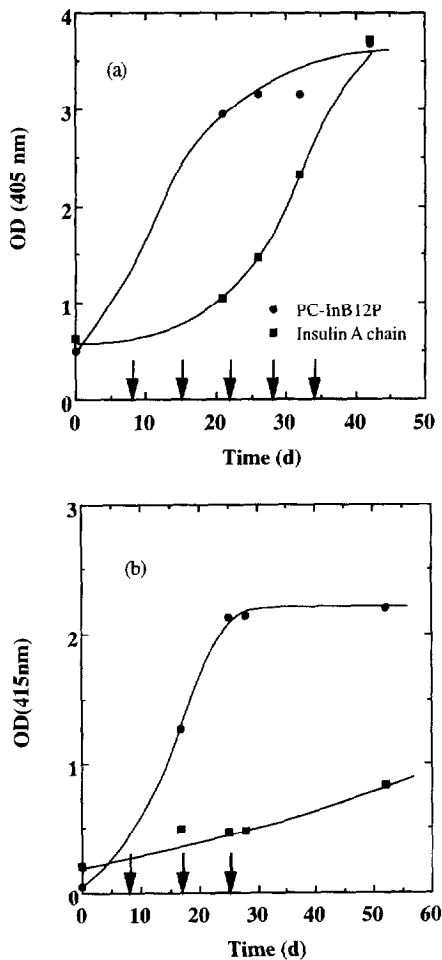 4
(a)
3
OD (405 nm)
2
1
● PC-InB12P
■ Insulin A chain
0
0 10 20 30 40 50
Time (d)
3
(b)
2
OD(415nm)
1
0
0 10 20 30 40 50 60
Time (d)